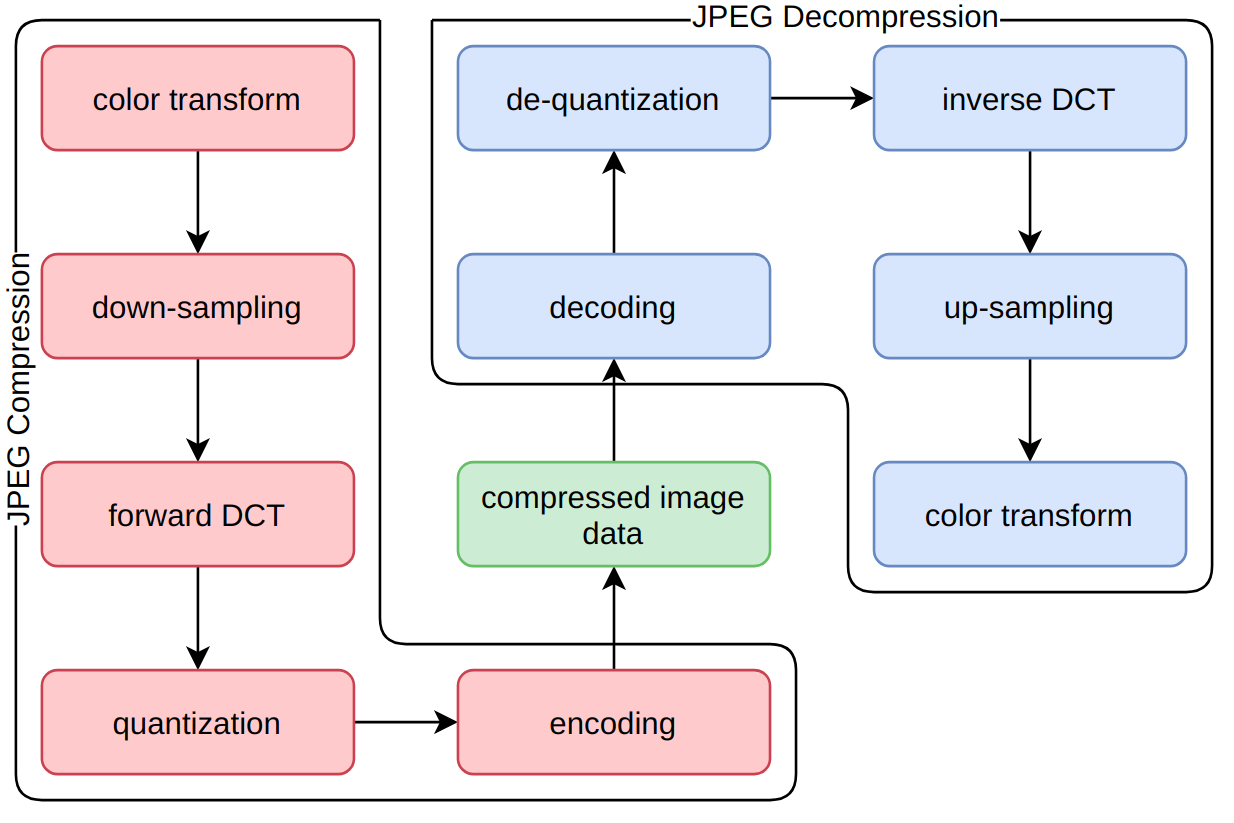 JPEG Compression
color transform
down-sampling
forward DCT
quantization
encoding
compressed image
data
JPEG Decompression
decoding
de-quantization
inverse DCT
up-sampling
color transform